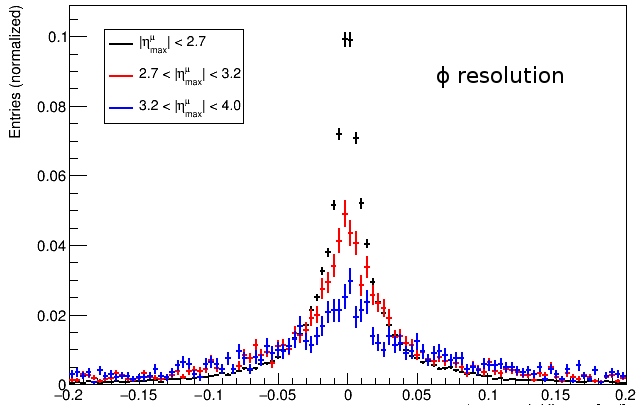 Entries (normalized)
0.1
0.08
0.06
0.04
0.02
0
|η^μ_max| < 2.7
2.7 < |η^μ_max| < 3.2
3.2 < |η^μ_max| < 4.0
ϕ resolution
−0.2 −0.15 −0.1 −0.05 0 0.05 0.1 0.15 0.2